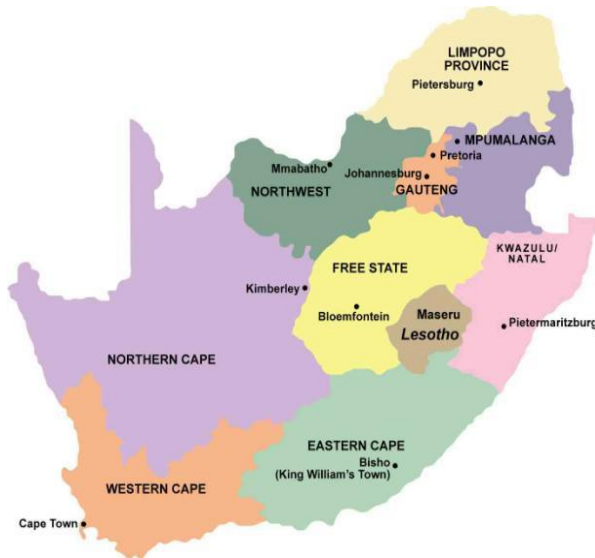 LIMPOPO
PROVINCE
Pietersburg
MPUMALANGA
Pretoria
Mmabatho
Johannesburg
NORTHWEST
GAUTENG
KWAZULU/
NATAL
FREE STATE
Kimberley
Bloemfontein
Maseru
Lesotho
Pietermaritzburg
NORTHERN CAPE
EASTERN CAPE
Bisho
(King William's Town)
WESTERN CAPE
Cape Town